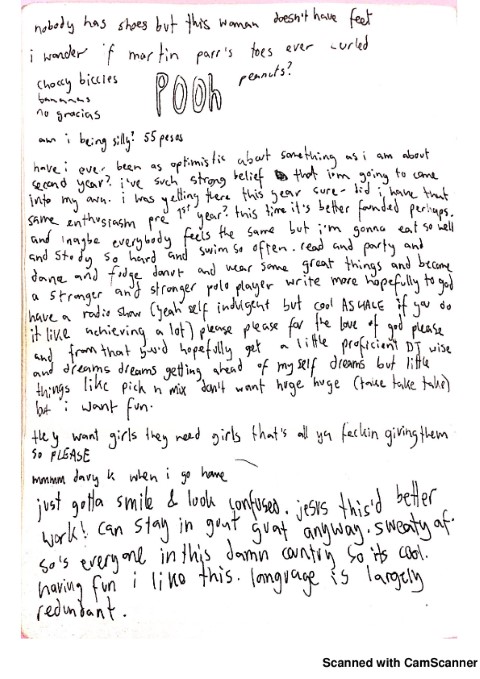 nobody has shoes but this woman doesn't have feet
i wonder if martin parr's toes ever curled
choccy biccies
bananas
no gracias
POOh
peanuts?
am i being silly? 55 pesos
have i ever been as optimistic about something as i am about
second year? i've such strong belief that i'm going to come
into my own. i was yelling there this year sure - did i have that
same enthusiasm pre 1st year? this time it's better founded perhaps.
and maybe everybody feels the same but i'm gonna eat so well
and study so hard and swim so often. read and party and
dance and fudge donut and wear some great things and become
a stronger and stronger polo player write more hopefully to god
have a radio show (yeah self indulgent but cool AS HALE if you do
it like achieving a lot) please please for the love of god please
and from that you'd hopefully get a little proficient DJ wise
and dreams dreams getting ahead of myself dreams but little
things like pick n mix don't want huge huge (take take take)
but i want fun.
they want girls they need girls that's all ya feckin giving them
so PLEASE
mmmm davy k when i go home
just gotta smile & look confused. jesus this'd better
work! can stay in gout guat anyway. sweaty af.
so's everyone in this damn country so its cool.
having fun i like this. language is largely
redundant.
Scanned with CamScanner